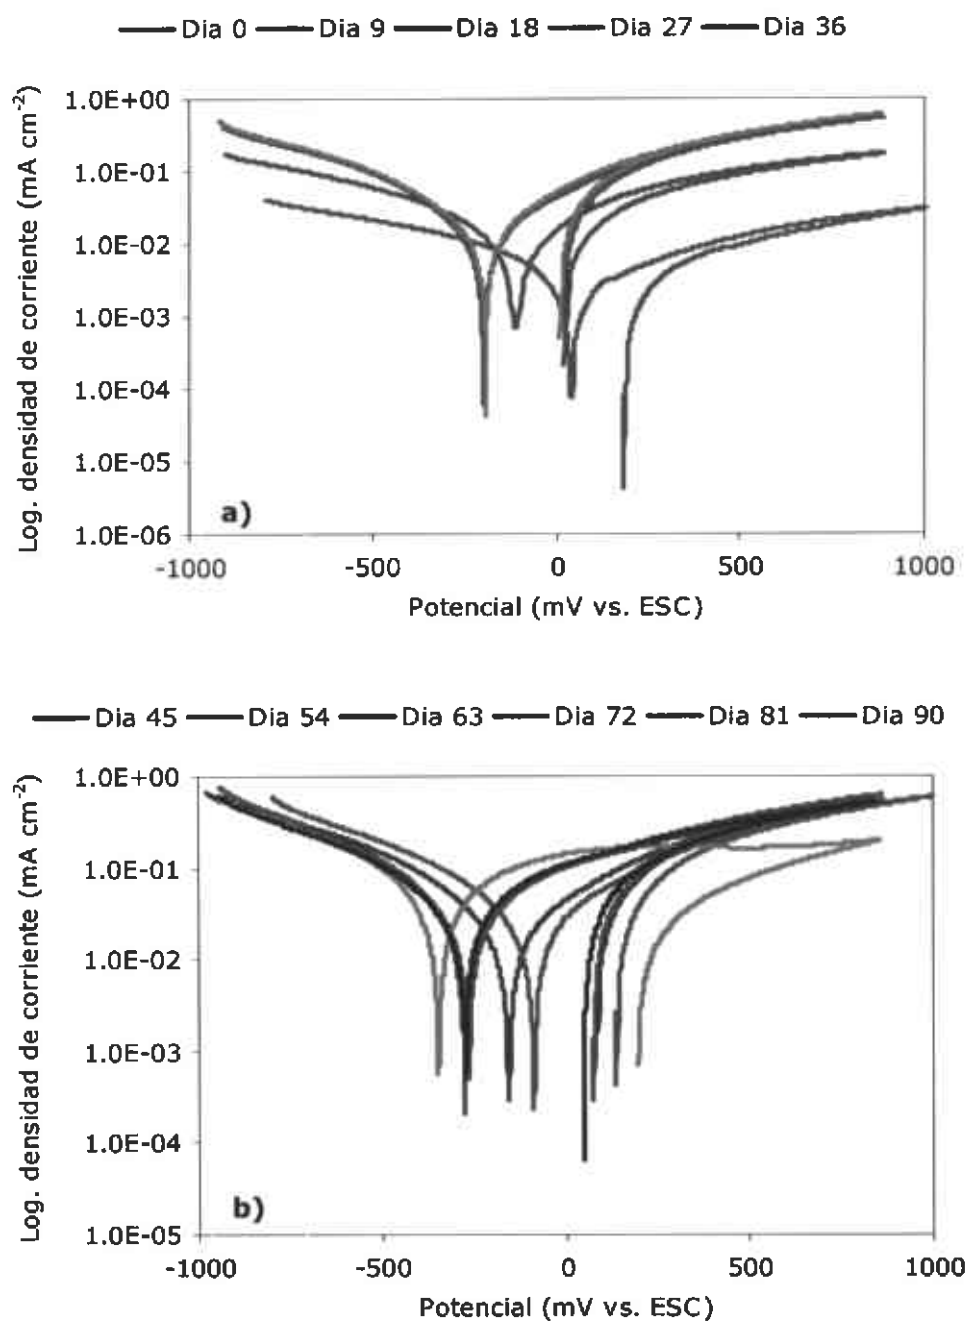 Dia 0 Dia 9 Dia 18 Dia 27 Dia 36
1.0E+00
1.0E-01
1.0E-02
1.0E-03
1.0E-04
1.0E-05
1.0E-06
Log. densidad de corriente (mA cm-2)
a)
-1000 -500 0 500 1000
Potencial (mV vs. ESC)
Dia 45 Dia 54 Dia 63 Dia 72 Dia 81 Dia 90
1.0E+00
1.0E-01
1.0E-02
1.0E-03
1.0E-04
1.0E-05
Log. densidad de corriente (mA cm-2)
b)
-1000 -500 0 500 1000
Potencial (mV vs. ESC)